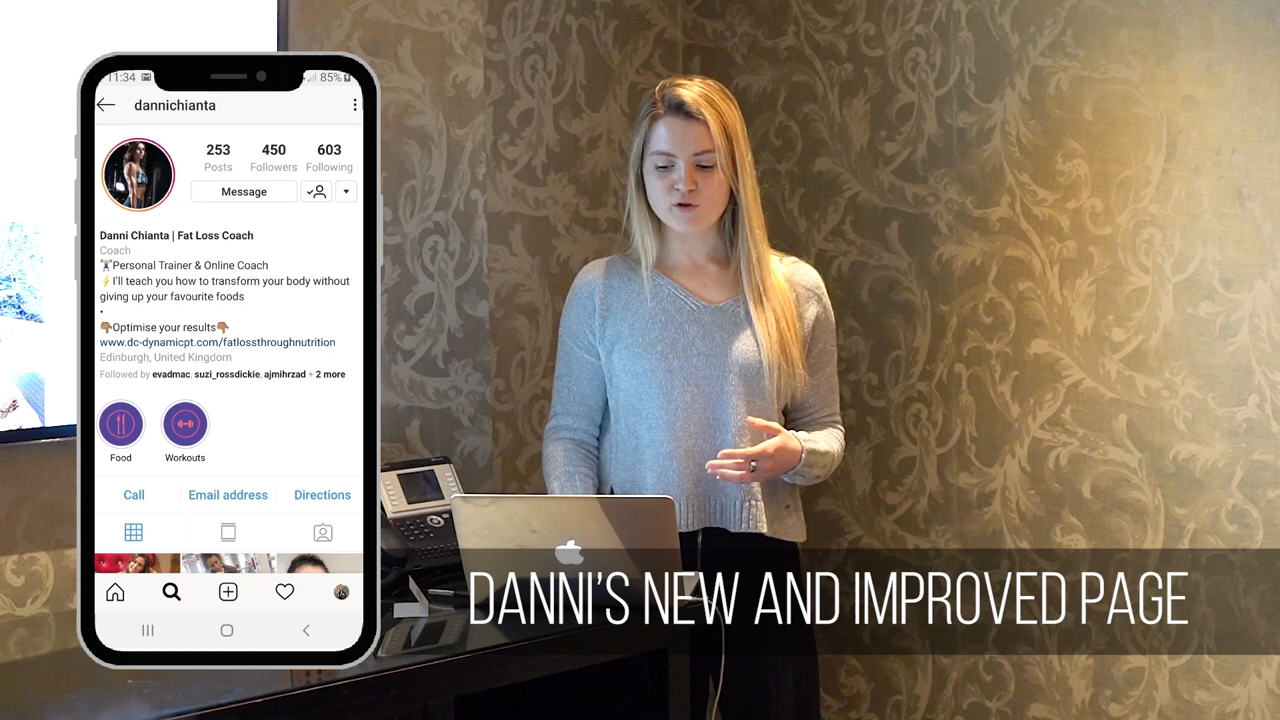 11:34
85%
dannichianta
253 450 603
Posts Followers Following
Message
Danni Chianta | Fat Loss Coach
Coach
🏋Personal Trainer & Online Coach
⚡I'll teach you how to transform your body without
giving up your favourite foods
•
👇🏽Optimise your results👇🏽
www.dc-dynamicpt.com/fatlossthroughnutrition
Edinburgh, United Kingdom
Followed by evadmac, suzi_rossdickie, ajmihrzad + 2 more
Food Workouts
Call Email address Directions
DANNI'S NEW AND IMPROVED PAGE